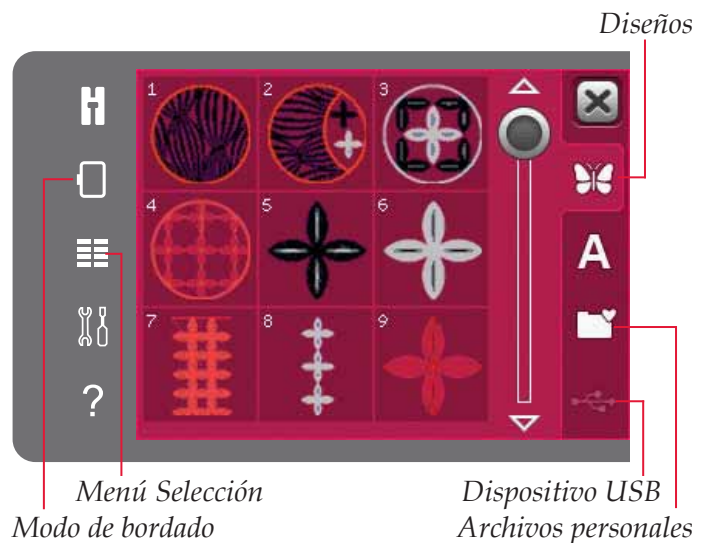 Diseños
1 2 3
4 5 6
A
7 8 9
?
Menú Selección
Dispositivo USB
Modo de bordado
Archivos personales